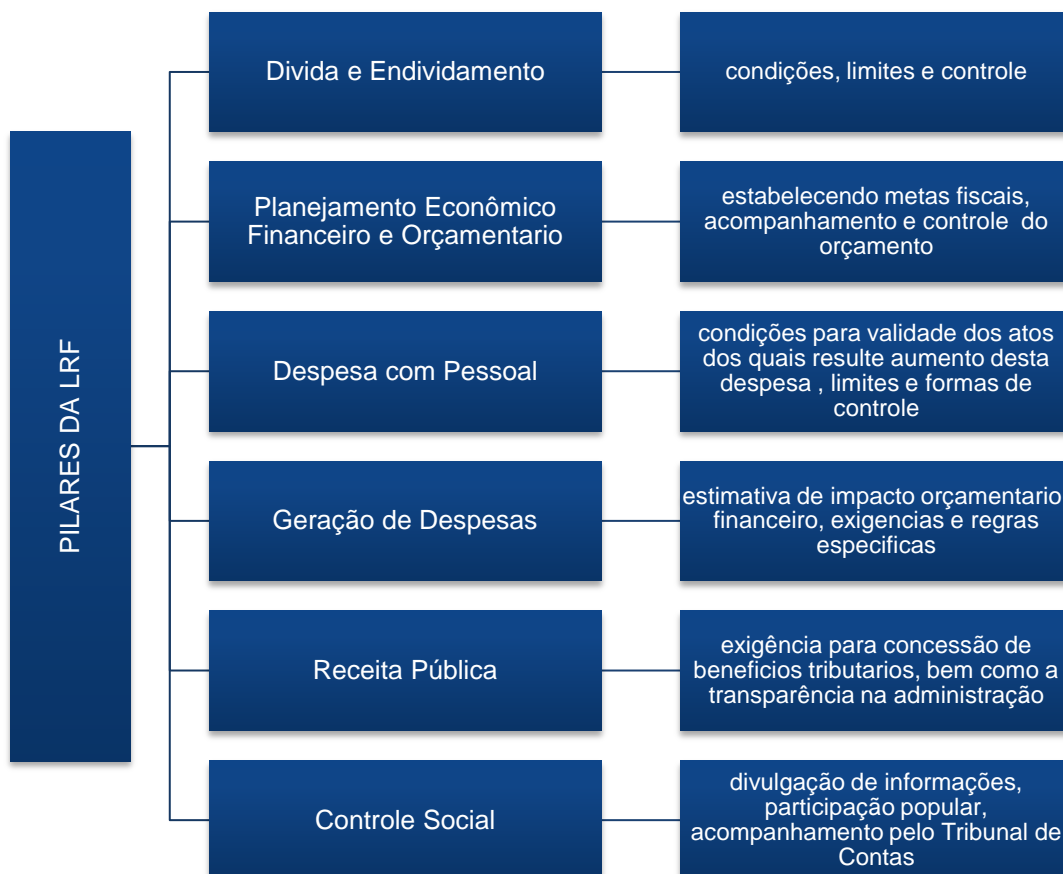 PILARES DA LRF
Divida e Endividamento
condições, limites e controle
Planejamento Econômico
Financeiro e Orçamentario
estabelecendo metas fiscais,
acompanhamento e controle do
orçamento
Despesa com Pessoal
condições para validade dos atos
dos quais resulte aumento desta
despesa , limites e formas de
controle
Geração de Despesas
estimativa de impacto orçamentario
financeiro, exigencias e regras
especificas
Receita Pública
exigência para concessão de
beneficios tributarios, bem como a
transparência na administração
Controle Social
divulgação de informações,
participação popular,
acompanhamento pelo Tribunal de
Contas